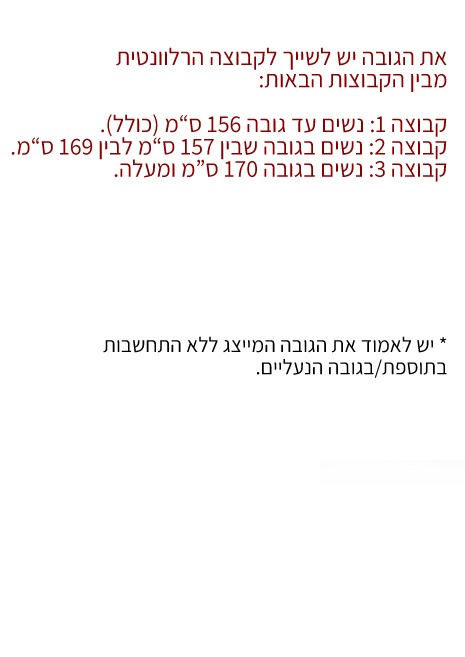 את הגובה יש לשייך לקבוצה הרלוונטית
מבין הקבוצות הבאות:
קבוצה 1: נשים עד גובה 156 ס“מ (כולל).
קבוצה 2: נשים בגובה שבין 157 ס“מ לבין 169 ס“מ.
קבוצה 3: נשים בגובה 170 ס”מ ומעלה.
* יש לאמוד את הגובה המייצג ללא התחשבות
בתוספת/בגובה הנעליים.